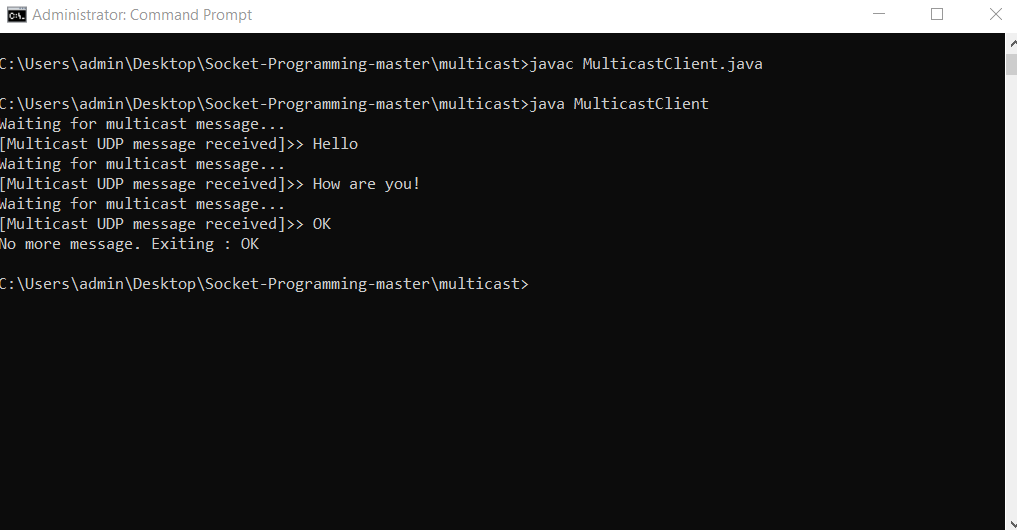 Administrator: Command Prompt
C:\Users\admin\Desktop\Socket-Programming-master\multicast>javac MulticastClient.java
C:\Users\admin\Desktop\Socket-Programming-master\multicast>java MulticastClient
Waiting for multicast message...
[Multicast UDP message received]>> Hello
Waiting for multicast message...
[Multicast UDP message received]>> How are you!
Waiting for multicast message...
[Multicast UDP message received]>> OK
No more message. Exiting : OK
C:\Users\admin\Desktop\Socket-Programming-master\multicast>